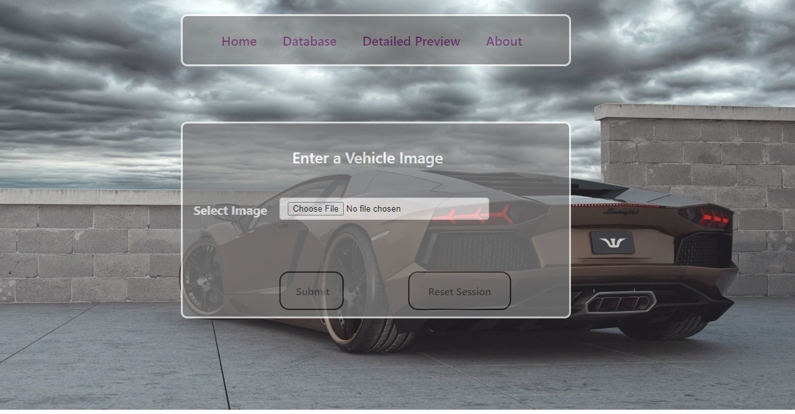 Home Database Detailed Preview About
Enter a Vehicle Image
Select Image Choose File No file chosen
Submit Reset Session